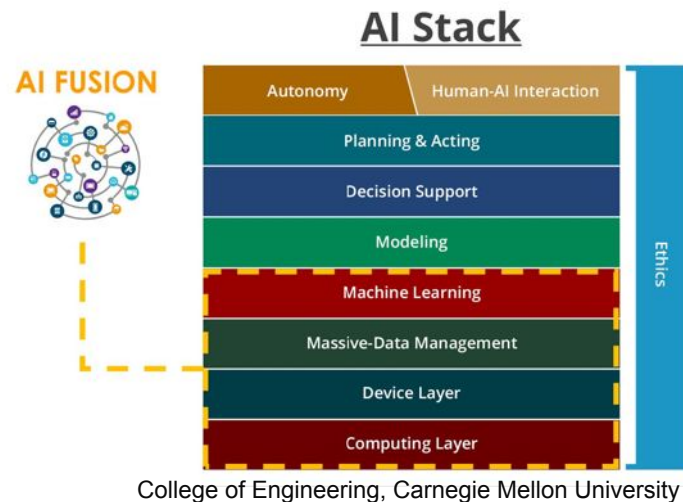 AI Stack
AI FUSION
Autonomy
Human-AI Interaction
Planning & Acting
Decision Support
Modeling
Machine Learning
Massive-Data Management
Device Layer
Computing Layer
Ethics
College of Engineering, Carnegie Mellon University